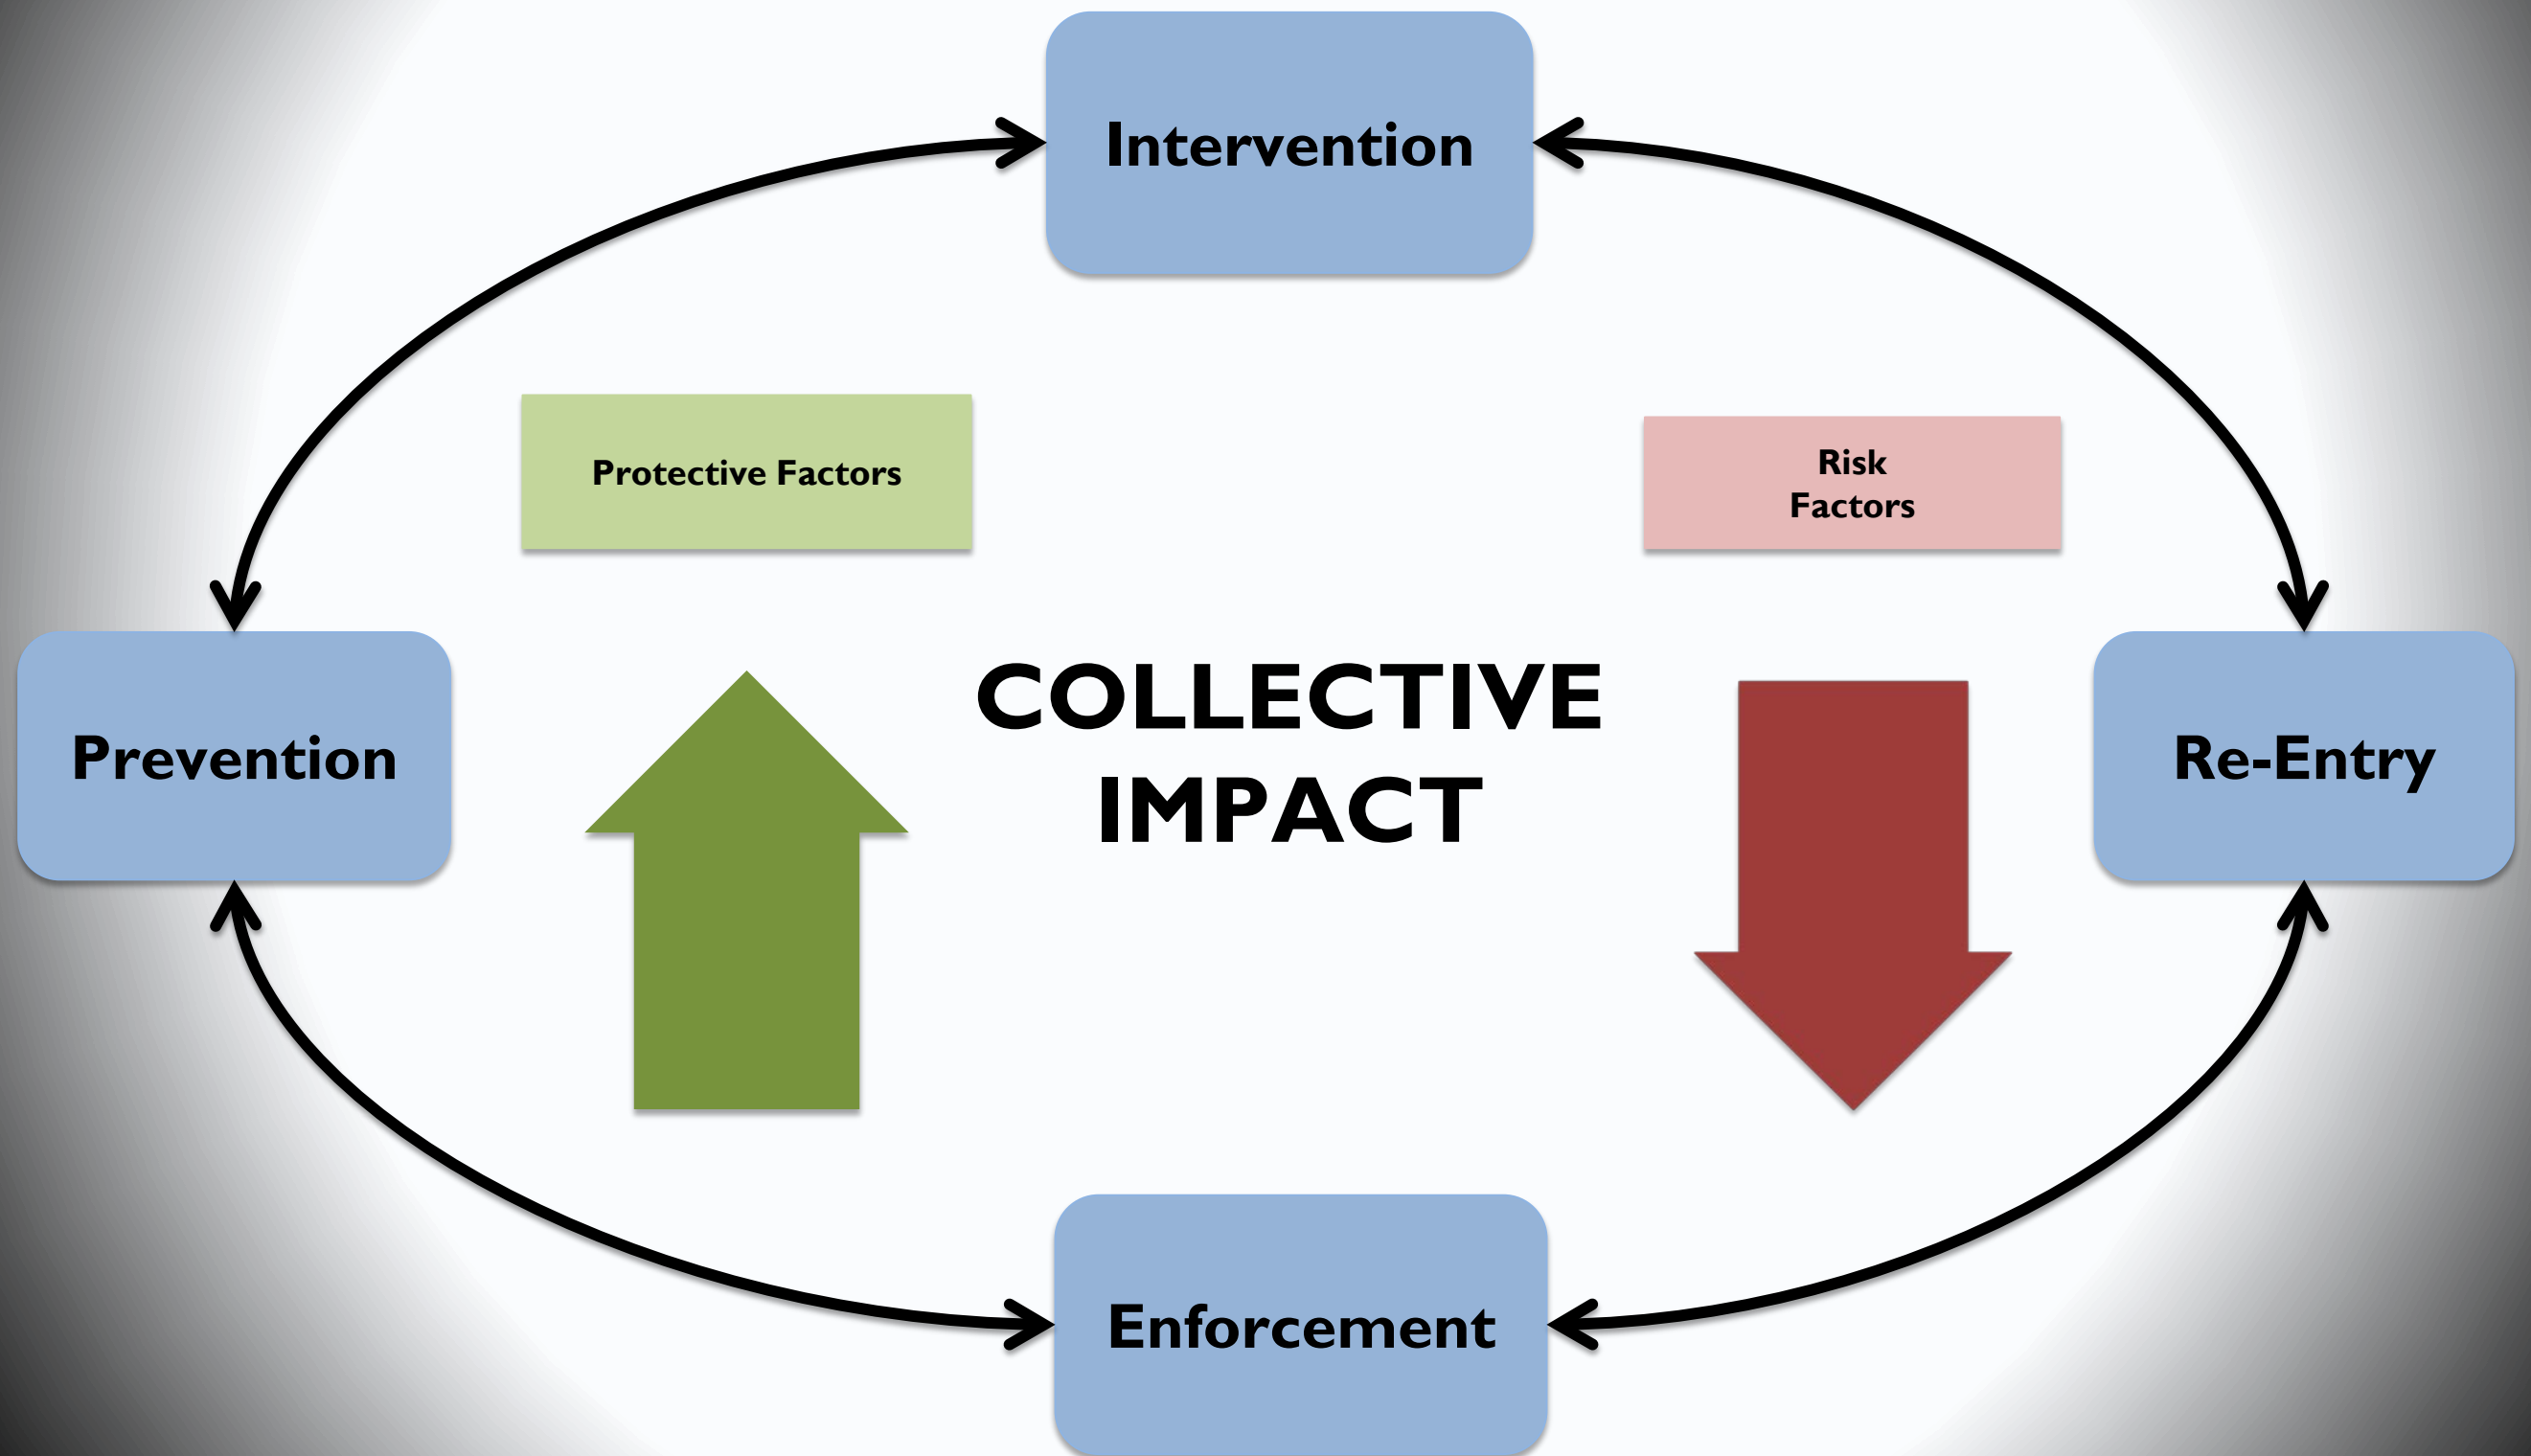 Intervention
Protective Factors
Risk
Factors
COLLECTIVE
IMPACT
Prevention
Re-Entry
Enforcement